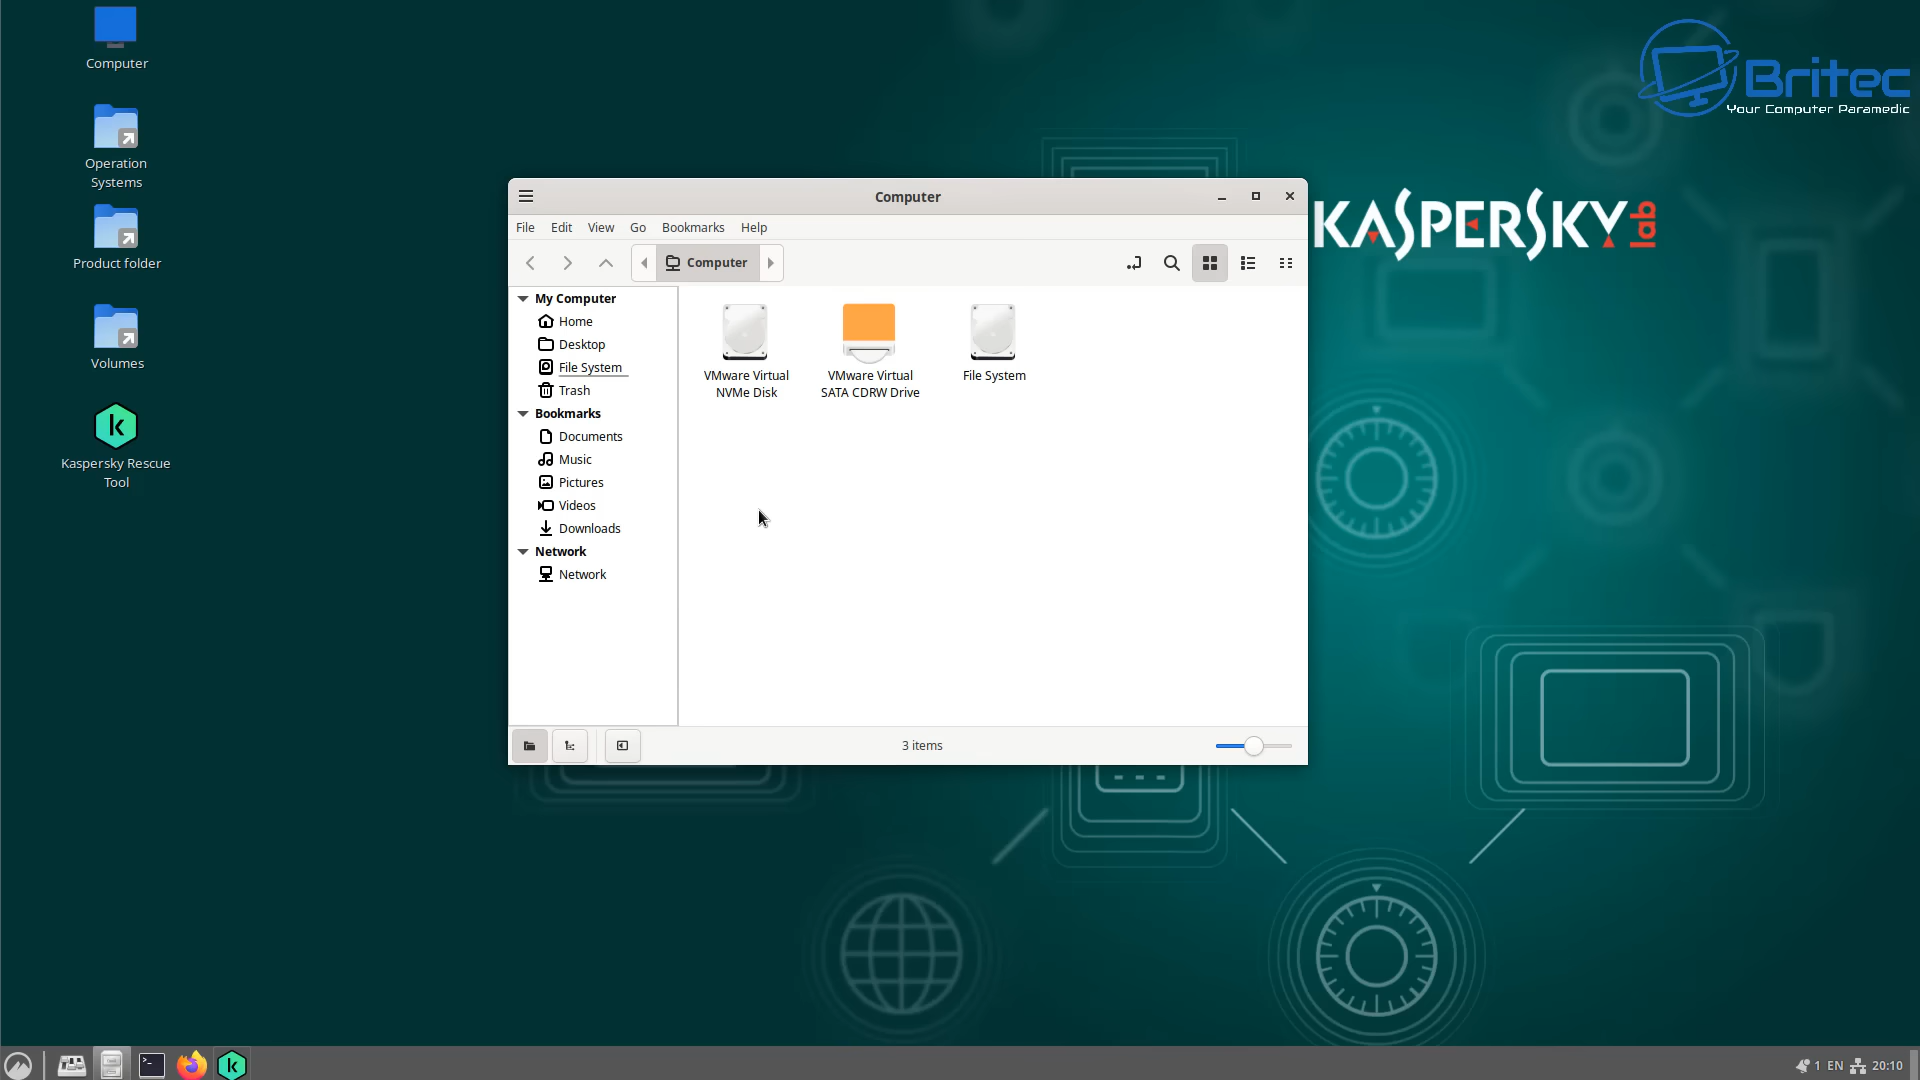 Computer
Operation
Systems
Product folder
Volumes
Kaspersky Rescue
Tool
Britec
Your Computer Paramedic
KASPERSKY lab
Computer
File Edit View Go Bookmarks Help
Computer
My Computer
Home
Desktop
File System
Trash
Bookmarks
Documents
Music
Pictures
Videos
Downloads
Network
Network
VMware Virtual
NVMe Disk
VMware Virtual
SATA CDRW Drive
File System
3 items
1 EN 20:10